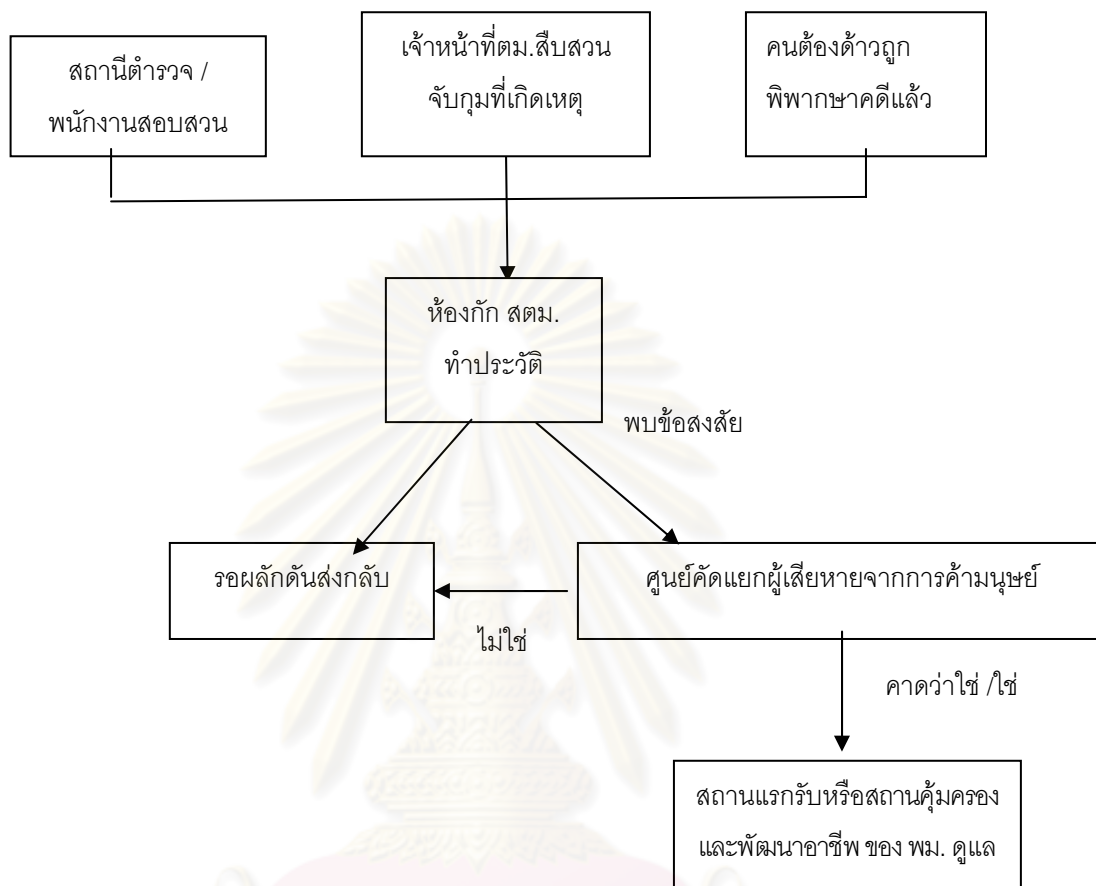 สถานีตำรวจ /
พนักงานสอบสวน
เจ้าหน้าที่ตม.สืบสวน
จับกุมที่เกิดเหตุ
คนต้องด้าวถูก
พิพากษาคดีแล้ว
ห้องกัก สตม.
ทำประวัติ
พบข้อสงสัย
รอผลักดันส่งกลับ
ศูนย์คัดแยกผู้เสียหายจากการค้ามนุษย์
ไม่ใช่
คาดว่าใช่ /ใช่
สถานแรกรับหรือสถานคุ้มครอง
และพัฒนาอาชีพ ของ พม. ดูแล